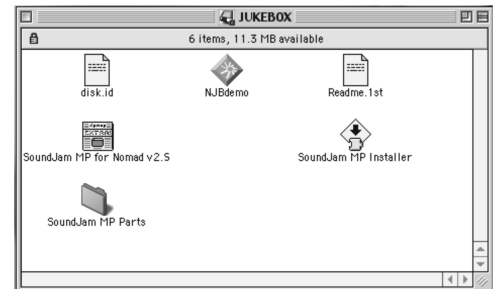 JUKEBOX
6 items, 11.3 MB available
disk.id
NJBdemo
Readme.1st
SoundJam MP for Nomad v2.S
SoundJam MP Installer
SoundJam MP Parts